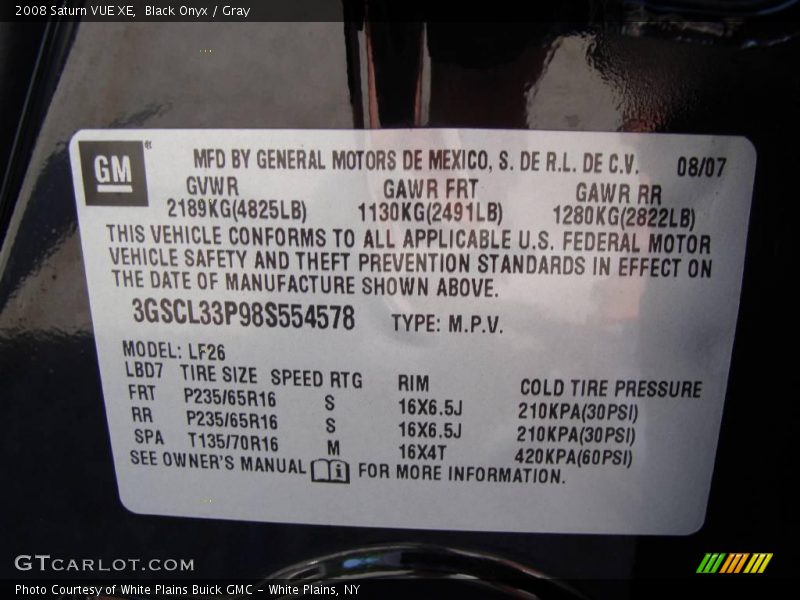 2008 Saturn VUE XE, Black Onyx / Gray
GM
MFD BY GENERAL MOTORS DE MEXICO, S. DE R.L. DE C.V. 08/07
GVWR GAWR FRT GAWR RR
2189KG(4825LB) 1130KG(2491LB) 1280KG(2822LB)
THIS VEHICLE CONFORMS TO ALL APPLICABLE U.S. FEDERAL MOTOR
VEHICLE SAFETY AND THEFT PREVENTION STANDARDS IN EFFECT ON
THE DATE OF MANUFACTURE SHOWN ABOVE.
3GSCL33P98S554578 TYPE: M.P.V.
MODEL: LF26
LBD7 TIRE SIZE SPEED RTG RIM COLD TIRE PRESSURE
FRT P235/65R16 S 16X6.5J 210KPA(30PSI)
RR P235/65R16 S 16X6.5J 210KPA(30PSI)
SPA T135/70R16 M 16X4T 420KPA(60PSI)
SEE OWNER'S MANUAL FOR MORE INFORMATION.
GTCARLOT.COM
Photo Courtesy of White Plains Buick GMC - White Plains, NY